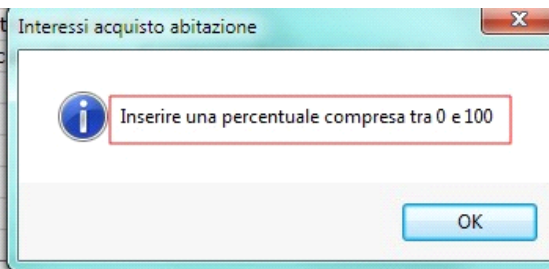 Interessi acquisto abitazione
Inserire una percentuale compresa tra 0 e 100
OK